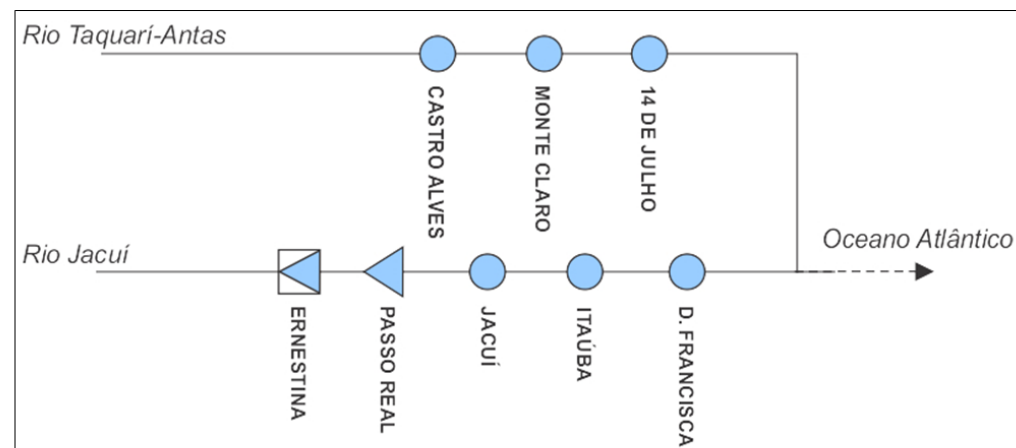 Rio Taquarí-Antas
CASTRO ALVES
MONTE CLARO
14 DE JULHO
Rio Jacuí
Oceano Atlântico
ERNESTINA
PASSO REAL
JACUÍ
ITAÚBA
D. FRANCISCA